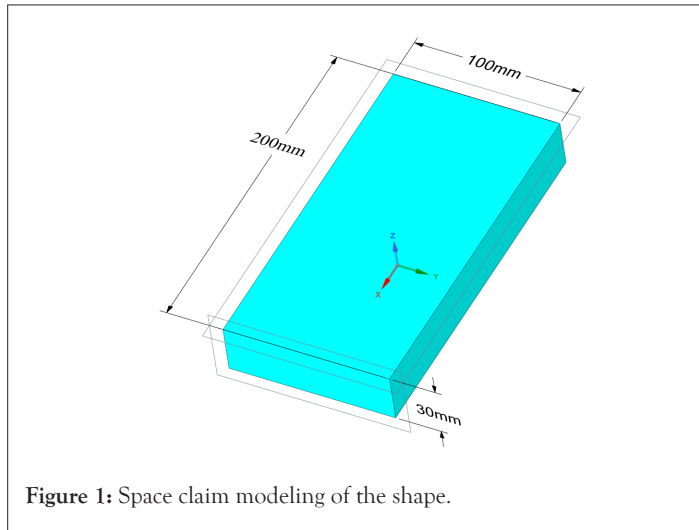 100mm
200mm
Z
Y
X
30mm
Figure 1: Space claim modeling of the shape.